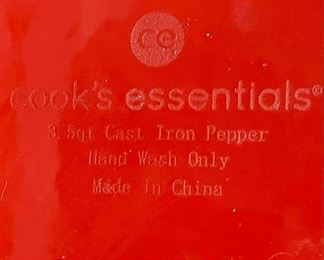 ce
cook's essentials®
3.5qt Cast Iron Pepper
Hand Wash Only
Made in China